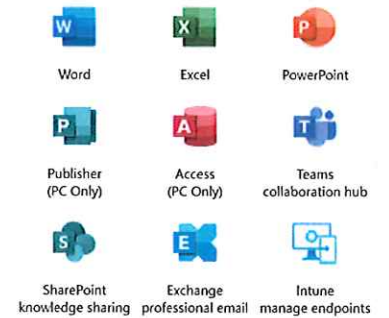 W X P
Word Excel PowerPoint
P A T
Publisher Access Teams
(PC Only) (PC Only) collaboration hub
S E
SharePoint Exchange Intune
knowledge sharing professional email manage endpoints